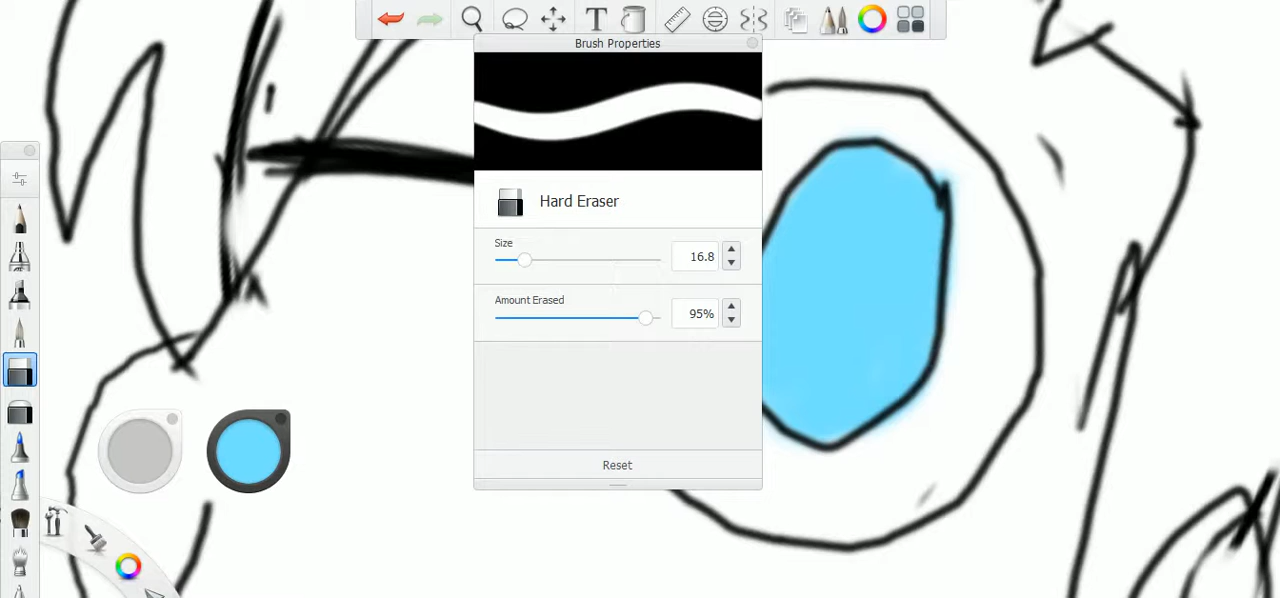 T
Brush Properties
Hard Eraser
Size
16.8
Amount Erased
95%
Reset